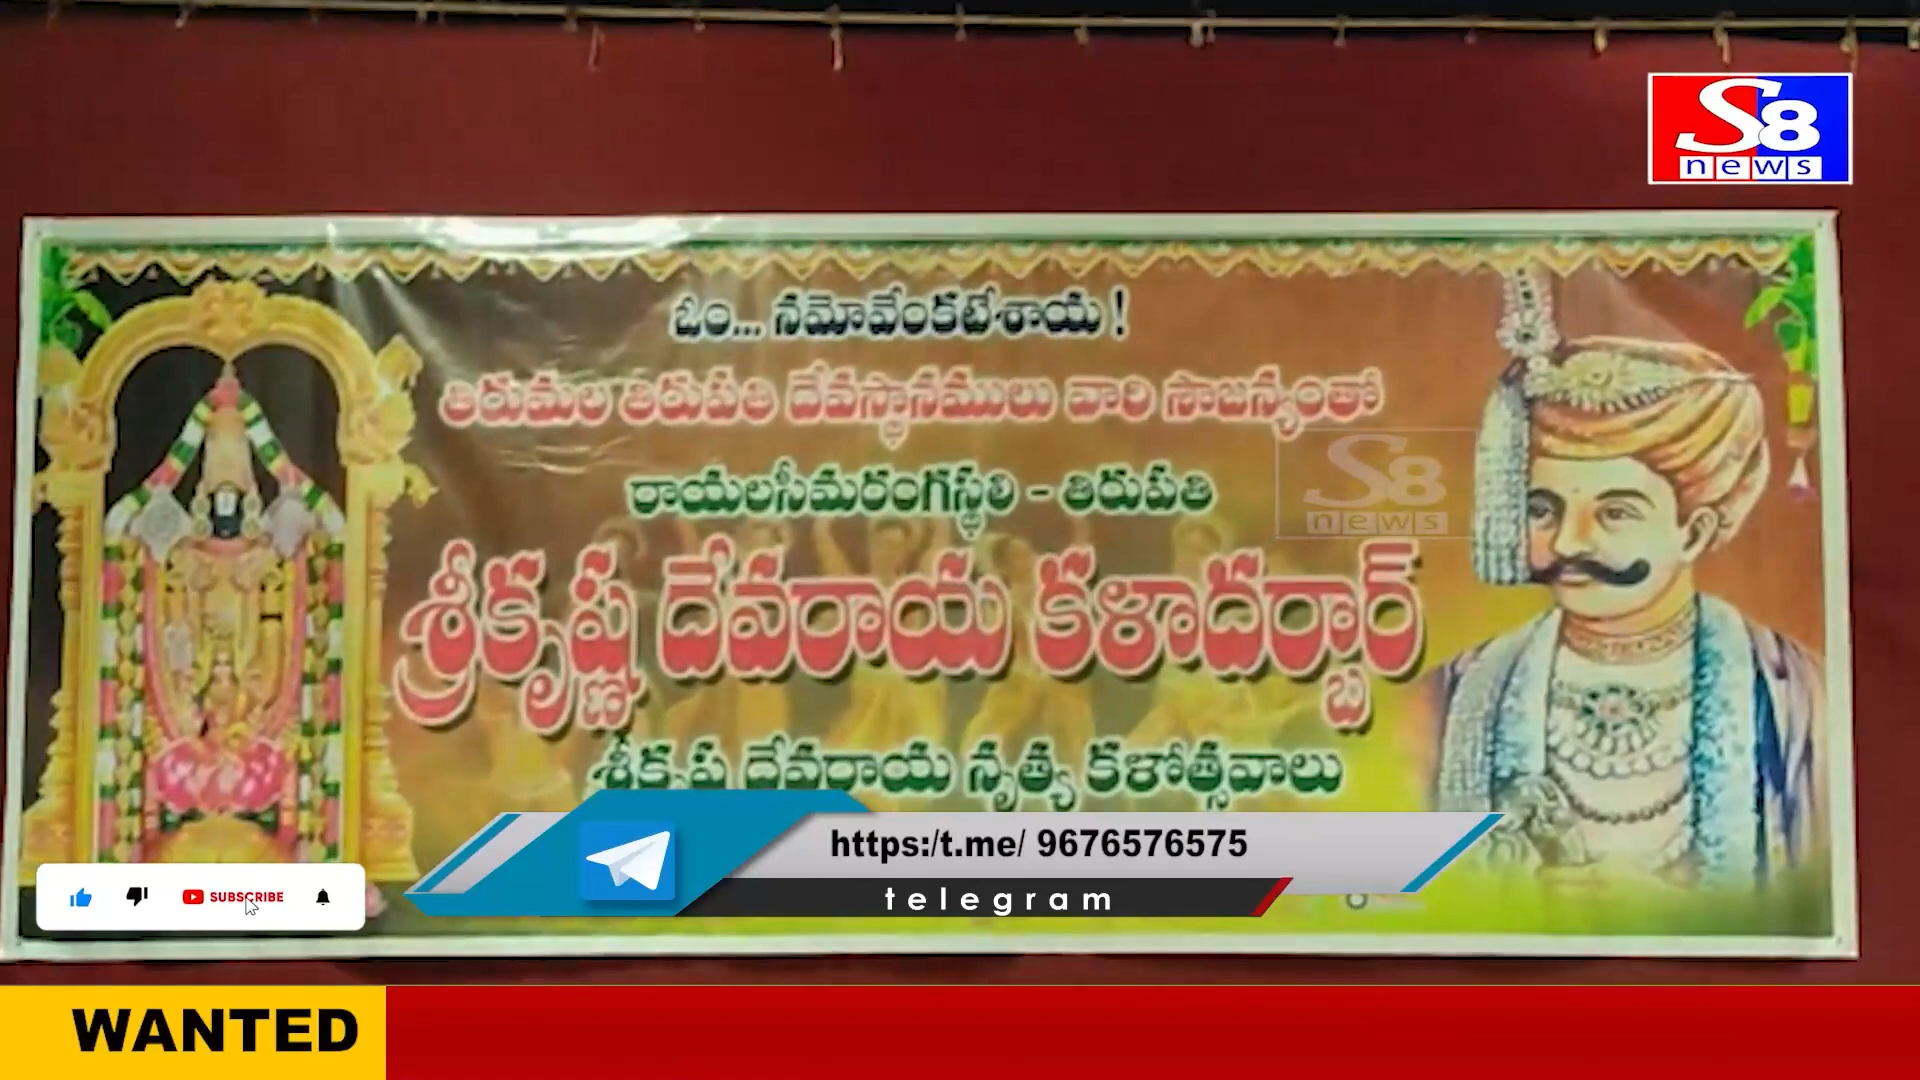 S8
news
ఓం... నమోవేంకటేశాయ !
తిరుమల తిరుపతి దేవస్థానములు వారి సౌజన్యంతో
రాయలసీమరంగస్థలి - తిరుపతి
S8
news
శ్రీకృష్ణ దేవరాయ కళాదర్బార్
శ్రీకృష్ణ దేవరాయ నృత్య కళోత్సవాలు
https:/t.me/ 9676576575
telegram
SUBSCRIBE
WANTED